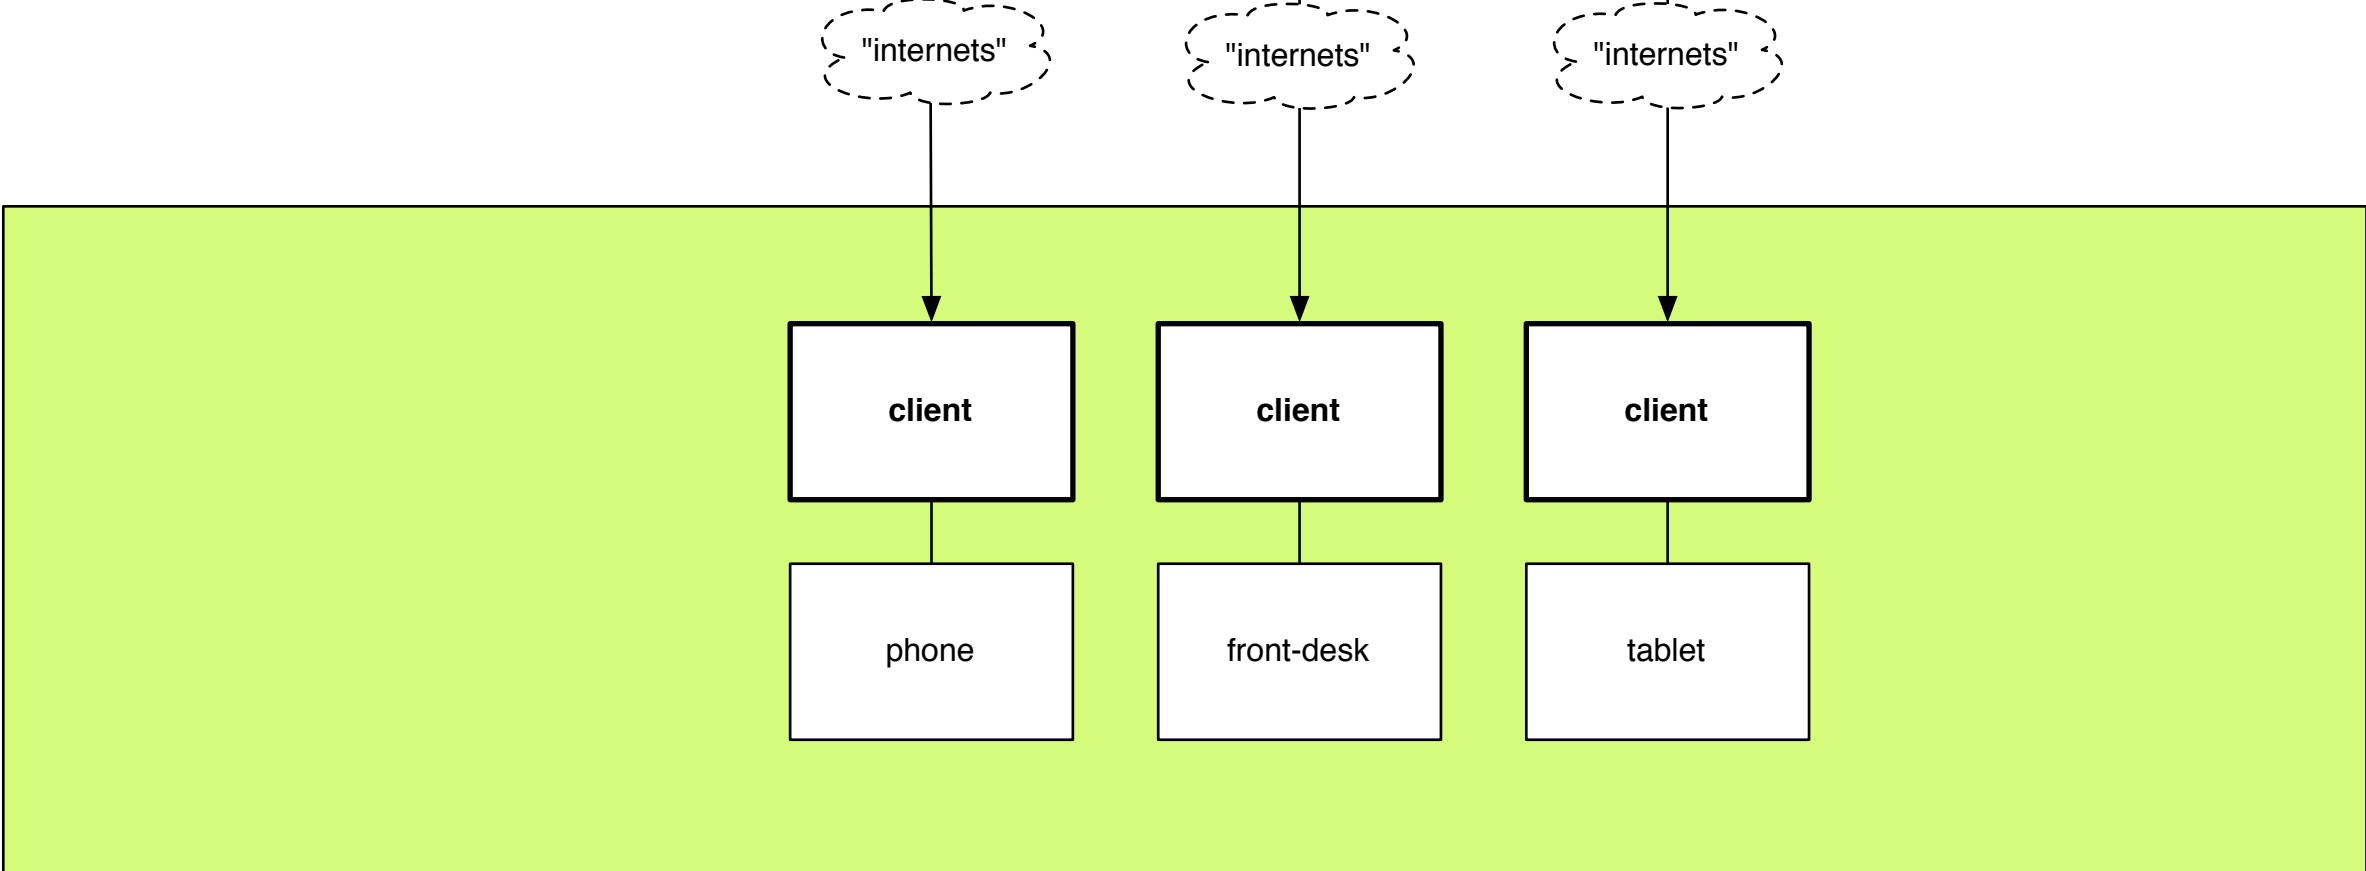 "internets" "internets" "internets"
client client client
phone front-desk tablet